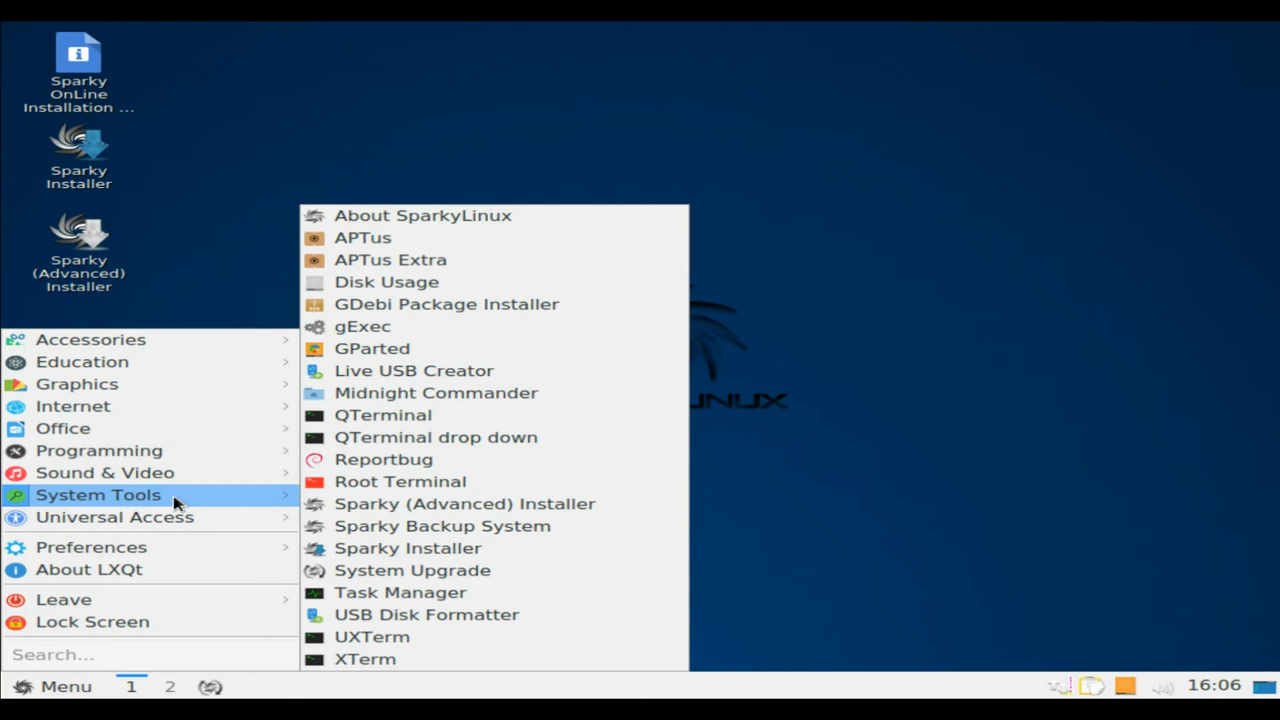 Sparky
OnLine
Installation ...
Sparky
Installer
Sparky
(Advanced)
Installer
Accessories
Education
Graphics
Internet
Office
Programming
Sound & Video
System Tools
Universal Access
Preferences
About LXQt
Leave
Lock Screen
Search...
About SparkyLinux
APTus
APTus Extra
Disk Usage
GDebi Package Installer
gExec
GParted
Live USB Creator
Midnight Commander
QTerminal
QTerminal drop down
Reportbug
Root Terminal
Sparky (Advanced) Installer
Sparky Backup System
Sparky Installer
System Upgrade
Task Manager
USB Disk Formatter
UXTerm
XTerm
Menu 1 2 16:06